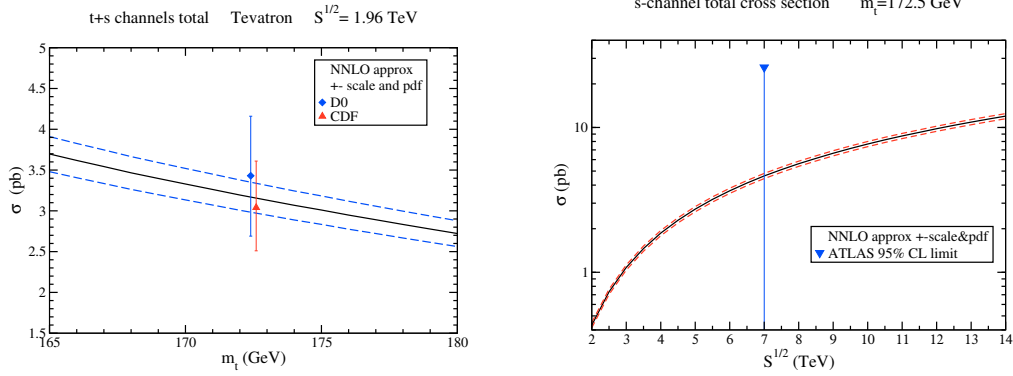 t+s channels total Tevatron S^1/2= 1.96 TeV
5
4.5
4
3.5
3
2.5
2
1.5
σ (pb)
NNLO approx
+- scale and pdf
D0
CDF
165
170
175
180
m_t (GeV)
s-channel total cross section m_t=172.5 GeV
10
1
σ (pb)
NNLO approx +-scale&pdf
ATLAS 95% CL limit
2 3 4 5 6 7 8 9 10 11 12 13 14
S^1/2 (TeV)